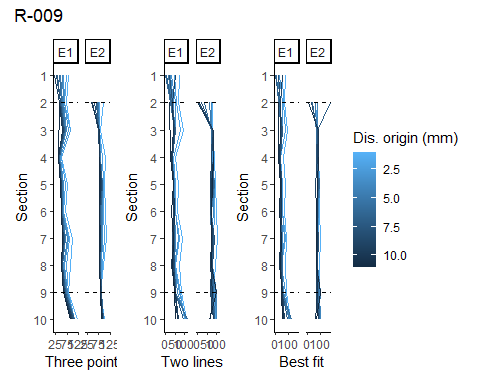 R-009
E1 E2 E1 E2 E1 E2
1 1 1
2 2 2
3 3 3
4 4 4
5 5 5
6 6 6
7 7 7
8 8 8
9 9 9
10 10 10
Section Section Section
Three point Two lines Best fit
0100 0100
Dis. origin (mm)
2.5
5.0
7.5
10.0